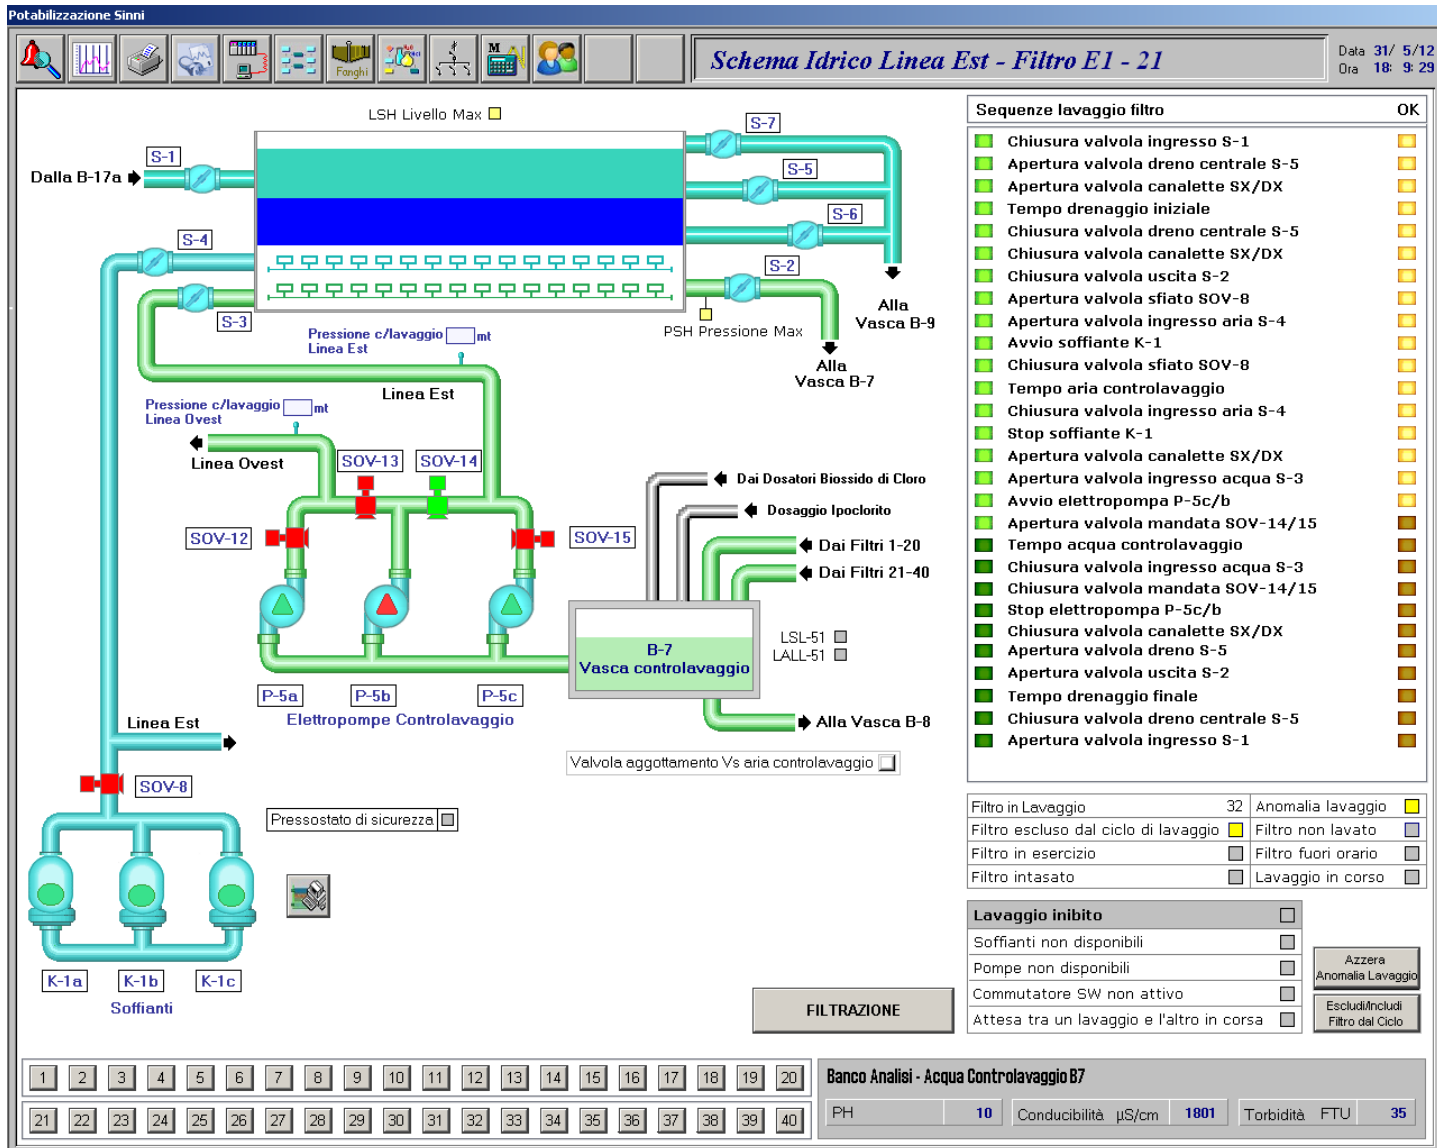 Potabilizzazione Sinni
Fanghi
M
Schema Idrico Linea Est - Filtro E1 - 21
Data 31/ 5/12
Ora 18: 9: 29
LSH Livello Max
S-7
S-1
Dalla B-17a
S-5
S-6
S-4
S-2
S-3
Alla
Vasca B-9
PSH Pressione Max
Pressione c/lavaggio mt
Linea Est
Alla
Vasca B-7
Linea Est
Pressione c/lavaggio mt
Linea Ovest
Linea Ovest
SOV-13
SOV-14
Dai Dosatori Biossido di Cloro
Dosaggio Ipoclorito
SOV-12
SOV-15
Dai Filtri 1-20
Dai Filtri 21-40
B-7
Vasca controlavaggio
LSL-51
LALL-51
P-5a
P-5b
P-5c
Elettropompe Controlavaggio
Alla Vasca B-8
Linea Est
Valvola aggottamento Vs aria controlavaggio
SOV-8
Pressostato di sicurezza
K-1a
K-1b
K-1c
Soffianti
FILTRAZIONE
Sequenze lavaggio filtro OK
Chiusura valvola ingresso S-1
Apertura valvola dreno centrale S-5
Apertura valvola canalette SX/DX
Tempo drenaggio iniziale
Chiusura valvola dreno centrale S-5
Chiusura valvola canalette SX/DX
Chiusura valvola uscita S-2
Apertura valvola sfiato SOV-8
Apertura valvola ingresso aria S-4
Avvio soffiante K-1
Chiusura valvola sfiato SOV-8
Tempo aria controlavaggio
Chiusura valvola ingresso aria S-4
Stop soffiante K-1
Apertura valvola canalette SX/DX
Apertura valvola ingresso acqua S-3
Avvio elettropompa P-5c/b
Apertura valvola mandata SOV-14/15
Tempo acqua controlavaggio
Chiusura valvola ingresso acqua S-3
Chiusura valvola mandata SOV-14/15
Stop elettropompa P-5c/b
Chiusura valvola canalette SX/DX
Apertura valvola dreno S-5
Apertura valvola uscita S-2
Tempo drenaggio finale
Chiusura valvola dreno centrale S-5
Apertura valvola ingresso S-1
Filtro in Lavaggio 32 Anomalia lavaggio
Filtro escluso dal ciclo di lavaggio Filtro non lavato
Filtro in esercizio Filtro fuori orario
Filtro intasato Lavaggio in corso
Lavaggio inibito
Soffianti non disponibili
Pompe non disponibili
Commutatore SW non attivo
Attesa tra un lavaggio e l'altro in corsa
Azzera
Anomalia Lavaggio
Escludi/Includi
Filtro dal Ciclo
1 2 3 4 5 6 7 8 9 10 11 12 13 14 15 16 17 18 19 20
21 22 23 24 25 26 27 28 29 30 31 32 33 34 35 36 37 38 39 40
Banco Analisi - Acqua Controlavaggio B7
PH 10 Conducibilità µS/cm 1801 Torbidità FTU 35